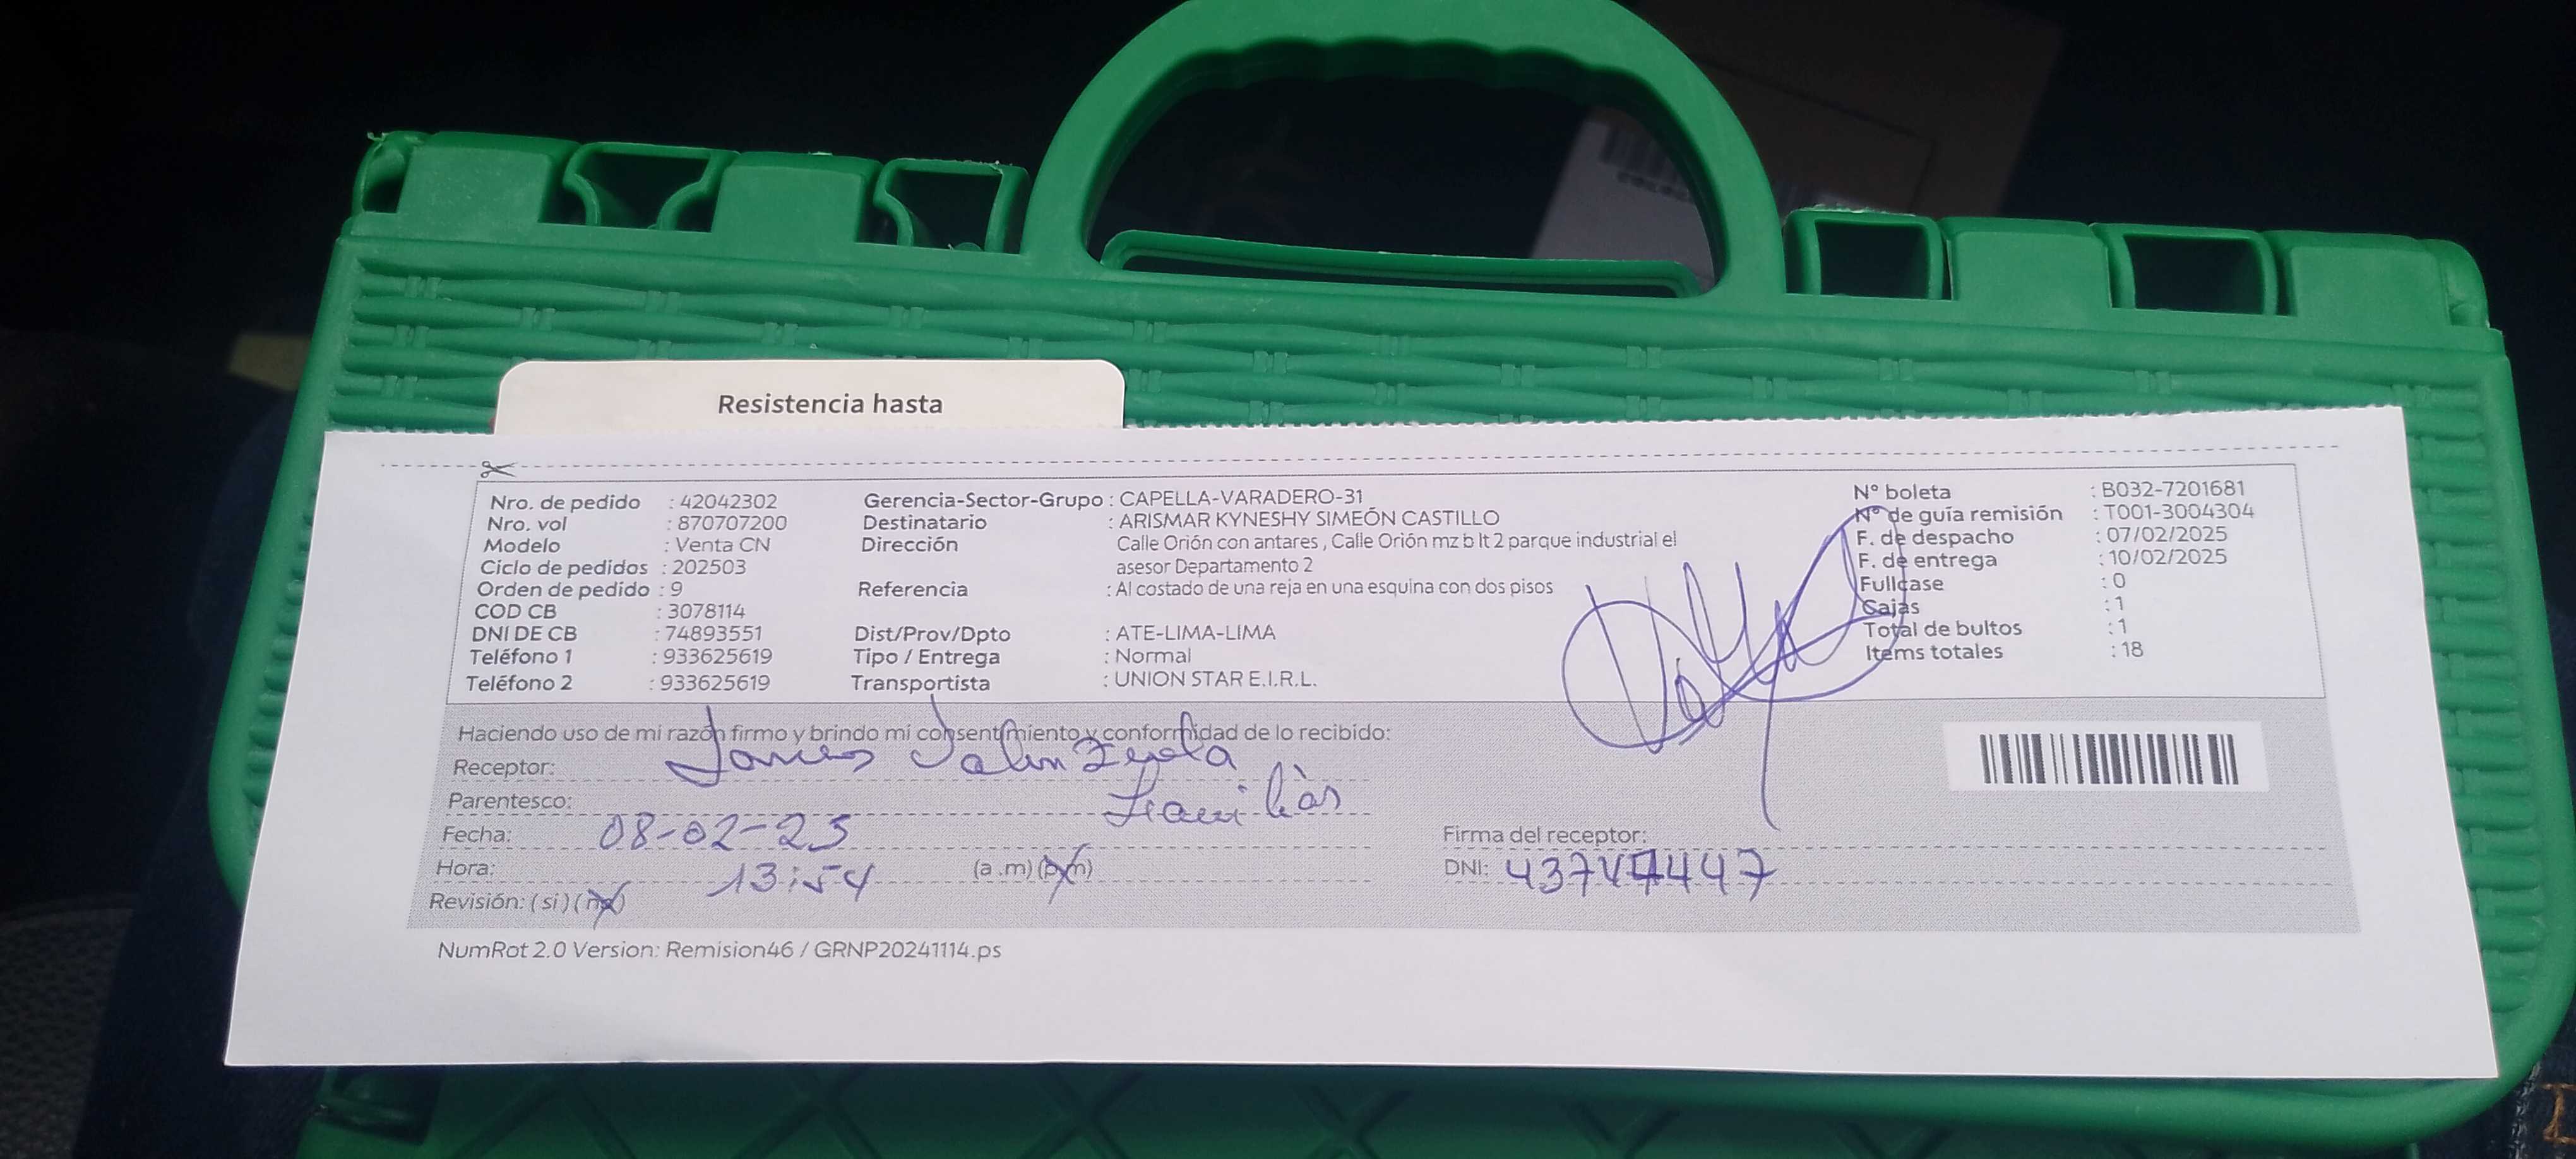 Resistencia hasta
Nro. de pedido : 42042302
Nro. vol : 870707200
Modelo : Venta CN
Ciclo de pedidos : 202503
Orden de pedido : 9
COD CB : 3078114
DNI DE CB : 74893551
Teléfono 1 : 933625619
Teléfono 2 : 933625619
Gerencia-Sector-Grupo : CAPELLA-VARADERO-31
Destinatario : ARISMAR KYNESHY SIMEÓN CASTILLO
Dirección Calle Orión con antares , Calle Orión mz b lt 2 parque industrial el
asesor Departamento 2
Referencia : Al costado de una reja en una esquina con dos pisos
Dist/Prov/Dpto : ATE-LIMA-LIMA
Tipo / Entrega : Normal
Transportista : UNION STAR E.I.R.L.
N° boleta : B032-7201681
N° de guía remisión : T001-3004304
F. de despacho : 07/02/2025
F. de entrega : 10/02/2025
Fullcase : 0
Cajas : 1
Total de bultos : 1
Items totales : 18
Haciendo uso de mi razón firmo y brindo mi consentimiento y conformidad de lo recibido:
Receptor:
Parentesco:
Fecha: 08-02-25
Hora: 13:54 (a .m) (p.m)
Revisión: ( si ) ( no )
Firma del receptor:
DNI:
NumRot 2.0 Version: Remision46 / GRNP20241114.ps